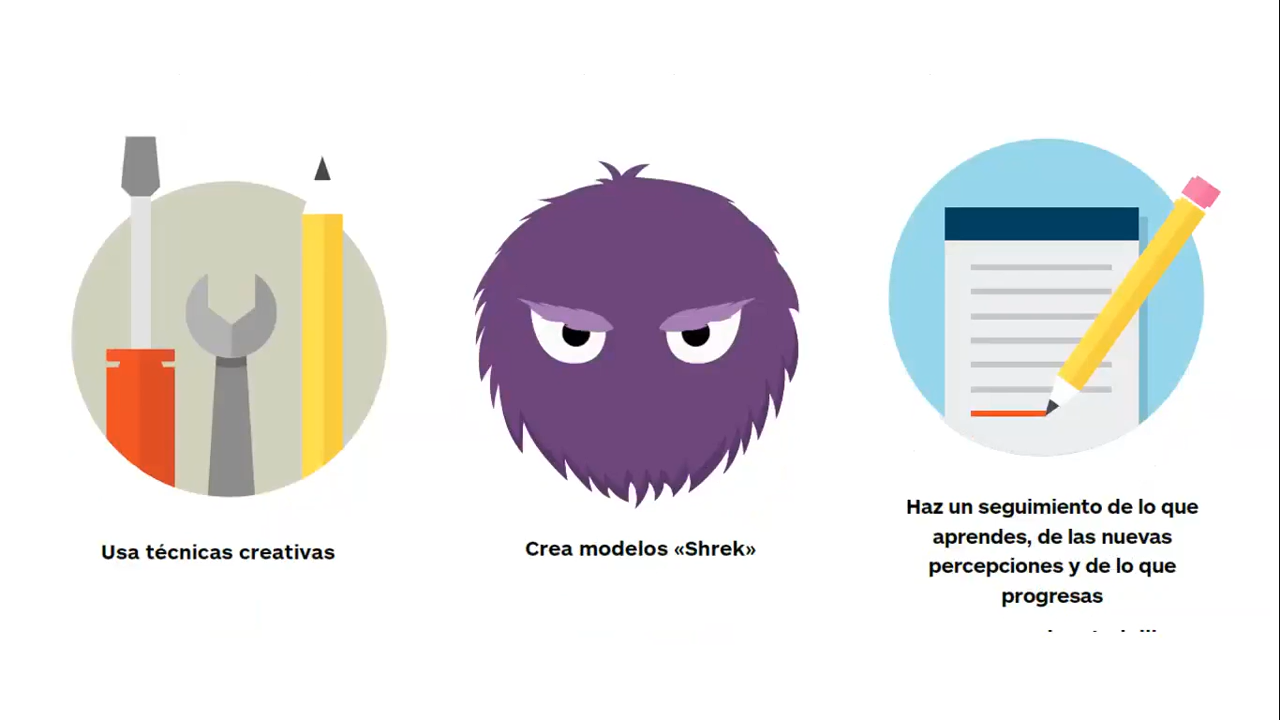 Usa técnicas creativas
Crea modelos «Shrek»
Haz un seguimiento de lo que
aprendes, de las nuevas
percepciones y de lo que
progresas